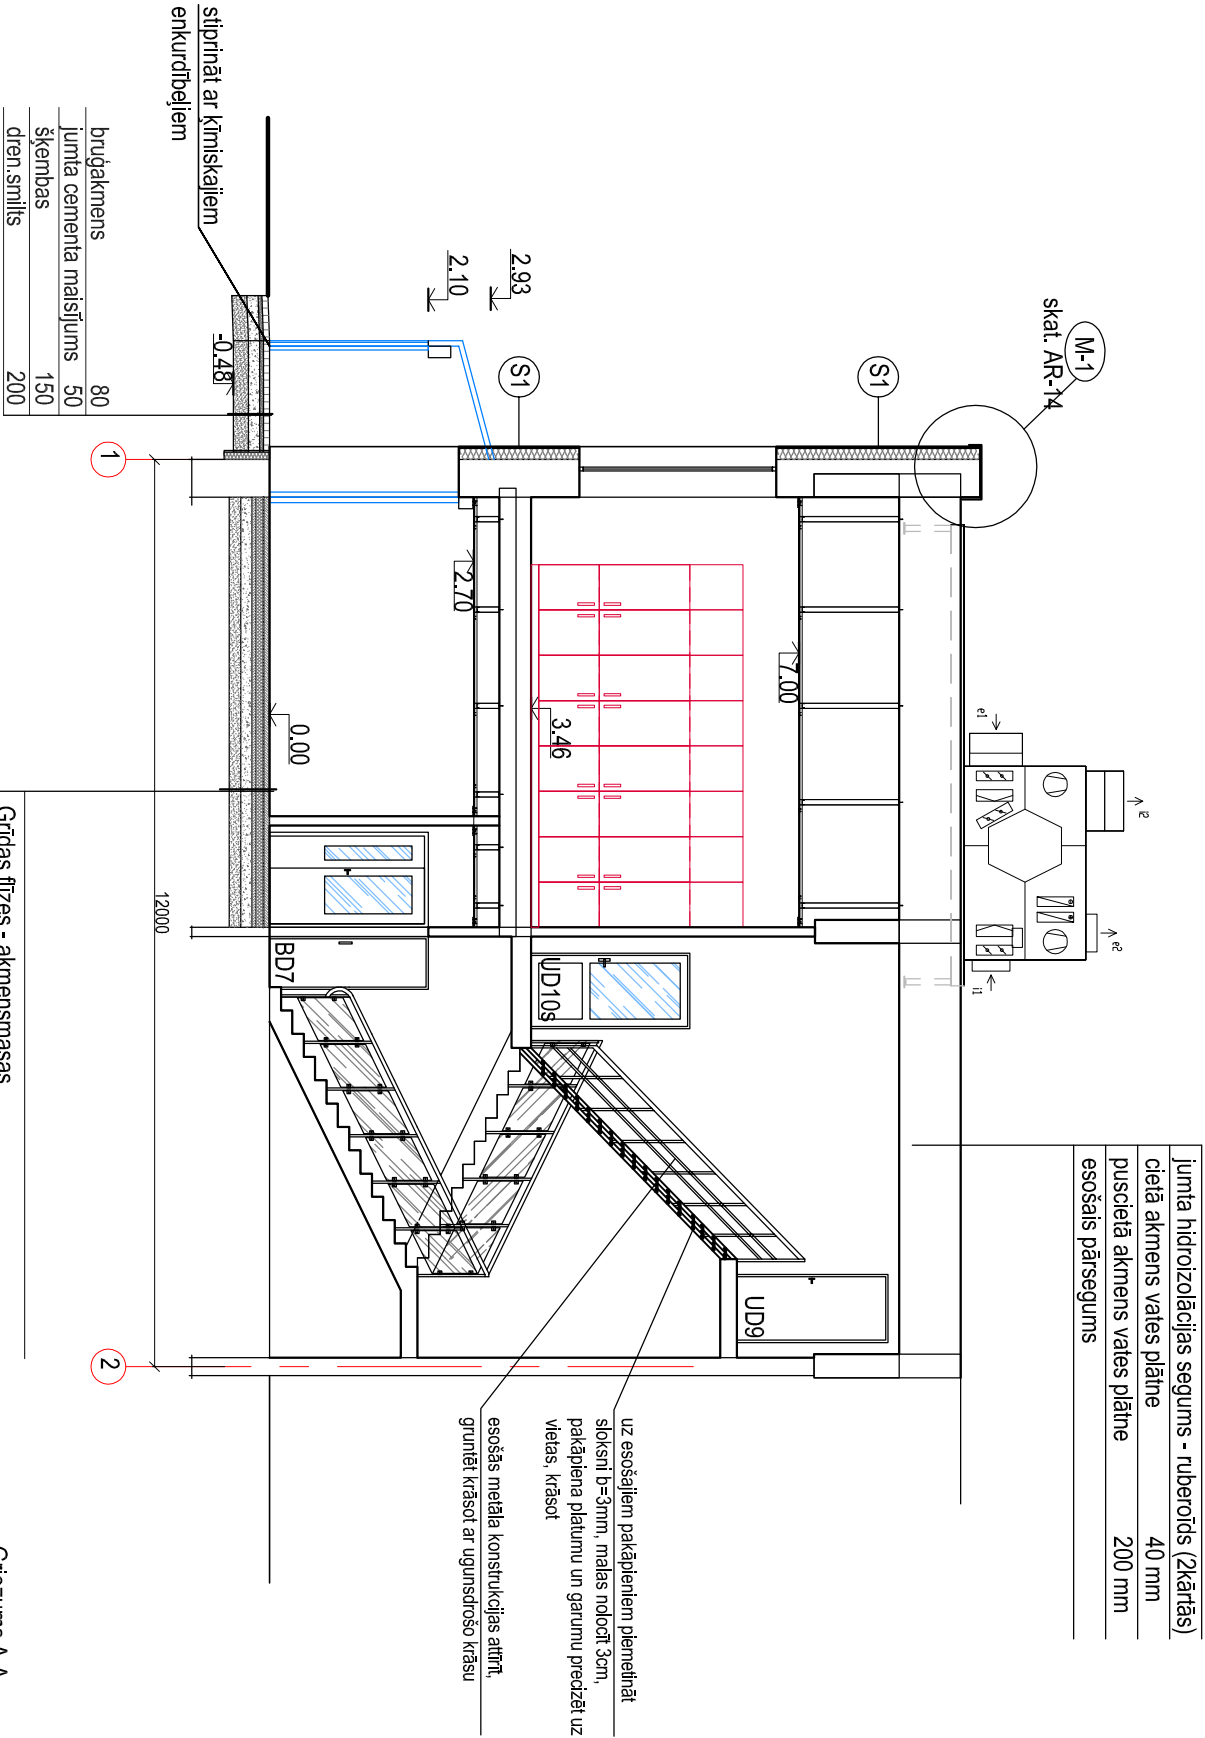 jumta hidroizolācijas segums - ruberoīds (2kārtās)
cietā akmens vates plātne 40 mm
puscietā akmens vates plātne 200 mm
esošais pārsegums
M-1
skat. AR-14
S1
S1
e1
i2
e2
i1
2.93
2.10
7.00
3.46
2.70
0.00
-0.48
UD9
UD10s
BD7
uz esošajiem pakāpieniem piemetināt
sloksni b=3mm, malas nolocīt 3cm,
pakāpiena platumu un garumu precizēt uz
vietas, krāsot
esošās metāla konstrukcijas attīrīt,
gruntēt krāsot ar ugunsdrošo krāsu
stiprināt ar ķīmiskajiem
enkurdībeļiem
12000
1
2
bruģakmens 80
jumta cementa maisījums 50
šķembas 150
dren.smilts 200
Grīdas flīzes - akmensmasas
Griezums A-A